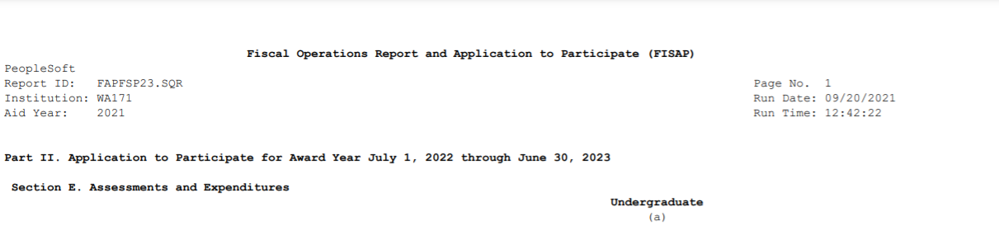 Fiscal Operations Report and Application to Participate (FISAP)
PeopleSoft
Report ID: FAPFSP23.SQR Page No. 1
Institution: WA171 Run Date: 09/20/2021
Aid Year: 2021 Run Time: 12:42:22
Part II. Application to Participate for Award Year July 1, 2022 through June 30, 2023
Section E. Assessments and Expenditures
Undergraduate
(a)